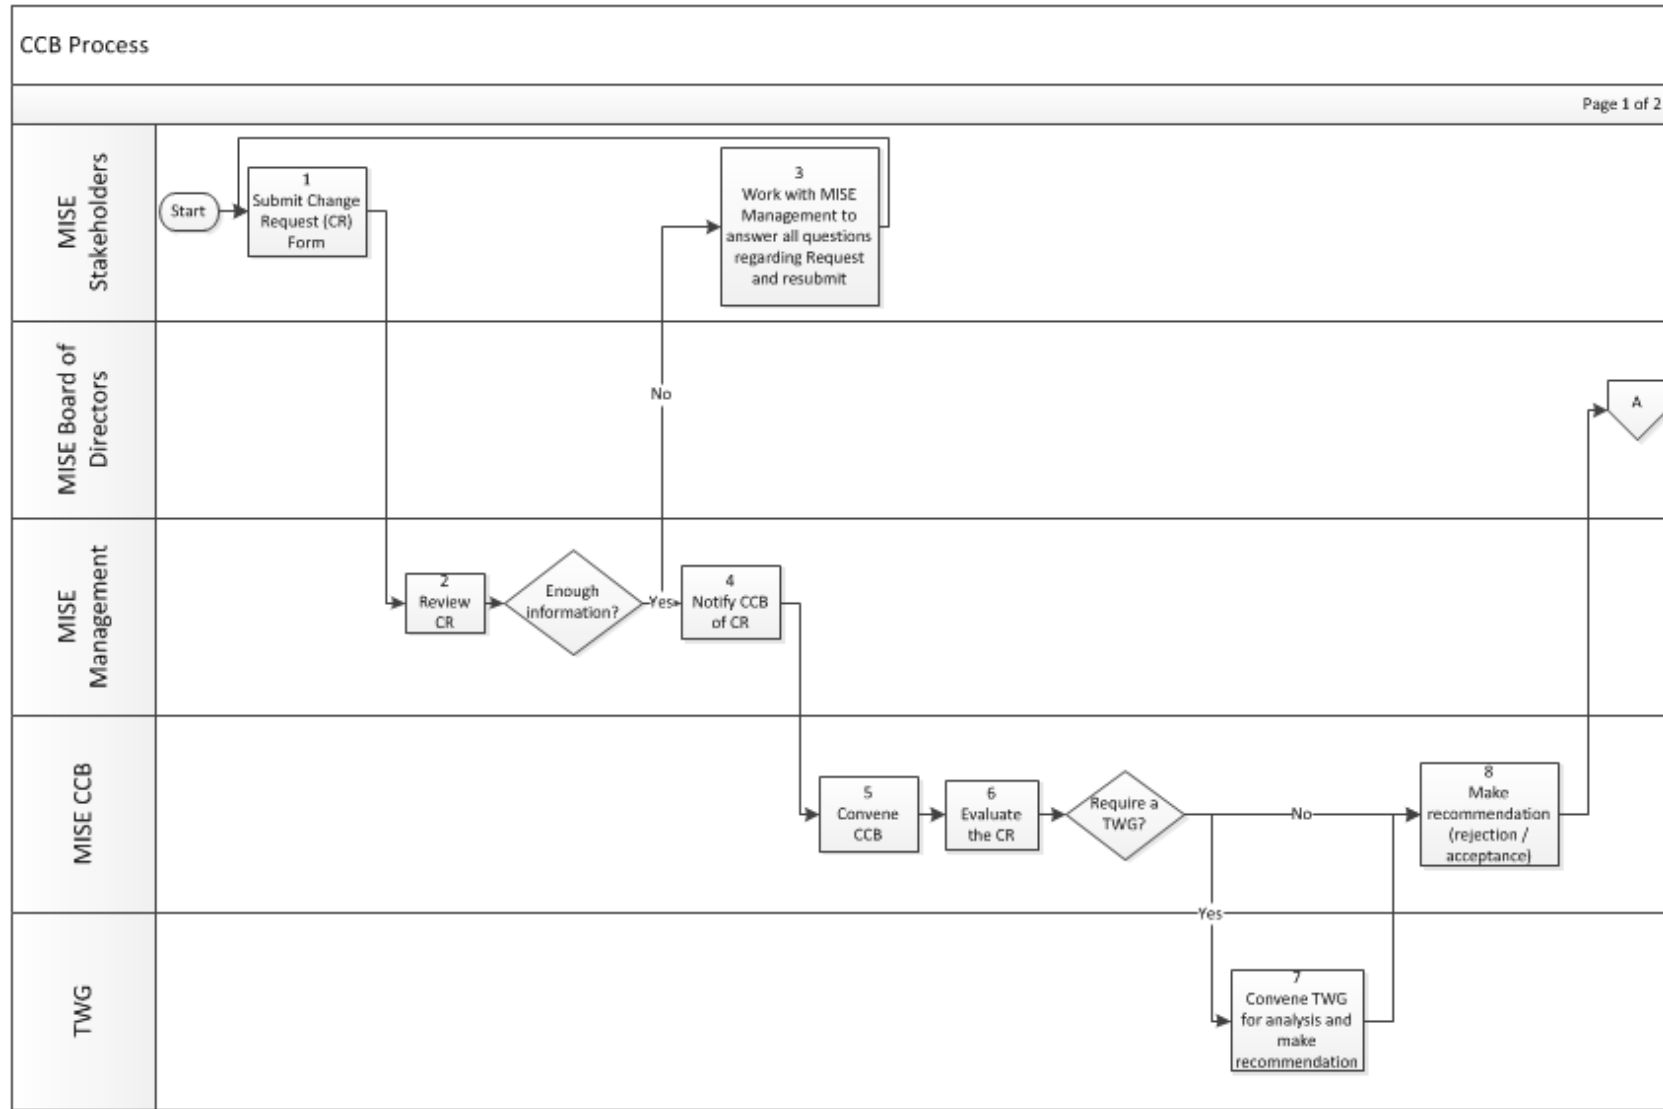 CCB Process
Page 1 of 2
MISE
Stakeholders
Start
1
Submit Change
Request (CR)
Form
3
Work with MISE
Management to
answer all questions
regarding Request
and resubmit
MISE Board of
Directors
No
A
MISE
Management
2
Review
CR
Enough
information?
Yes
4
Notify CCB
of CR
MISE CCB
5
Convene
CCB
6
Evaluate
the CR
Require a
TWG?
No
8
Make
recommendation
(rejection /
acceptance)
Yes
TWG
7
Convene TWG
for analysis and
make
recommendation